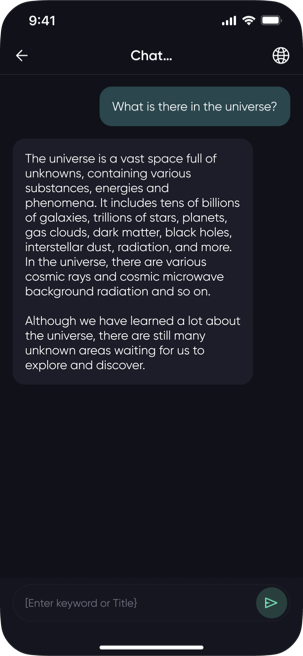 9:41
Chat...
What is there in the universe?
The universe is a vast space full of
unknowns, containing various
substances, energies and
phenomena. It includes tens of billions
of galaxies, trillions of stars, planets,
gas clouds, dark matter, black holes,
interstellar dust, radiation, and more.
In the universe, there are various
cosmic rays and cosmic microwave
background radiation and so on.
Although we have learned a lot about
the universe, there are still many
unknown areas waiting for us to
explore and discover.
[Enter keyword or Title}